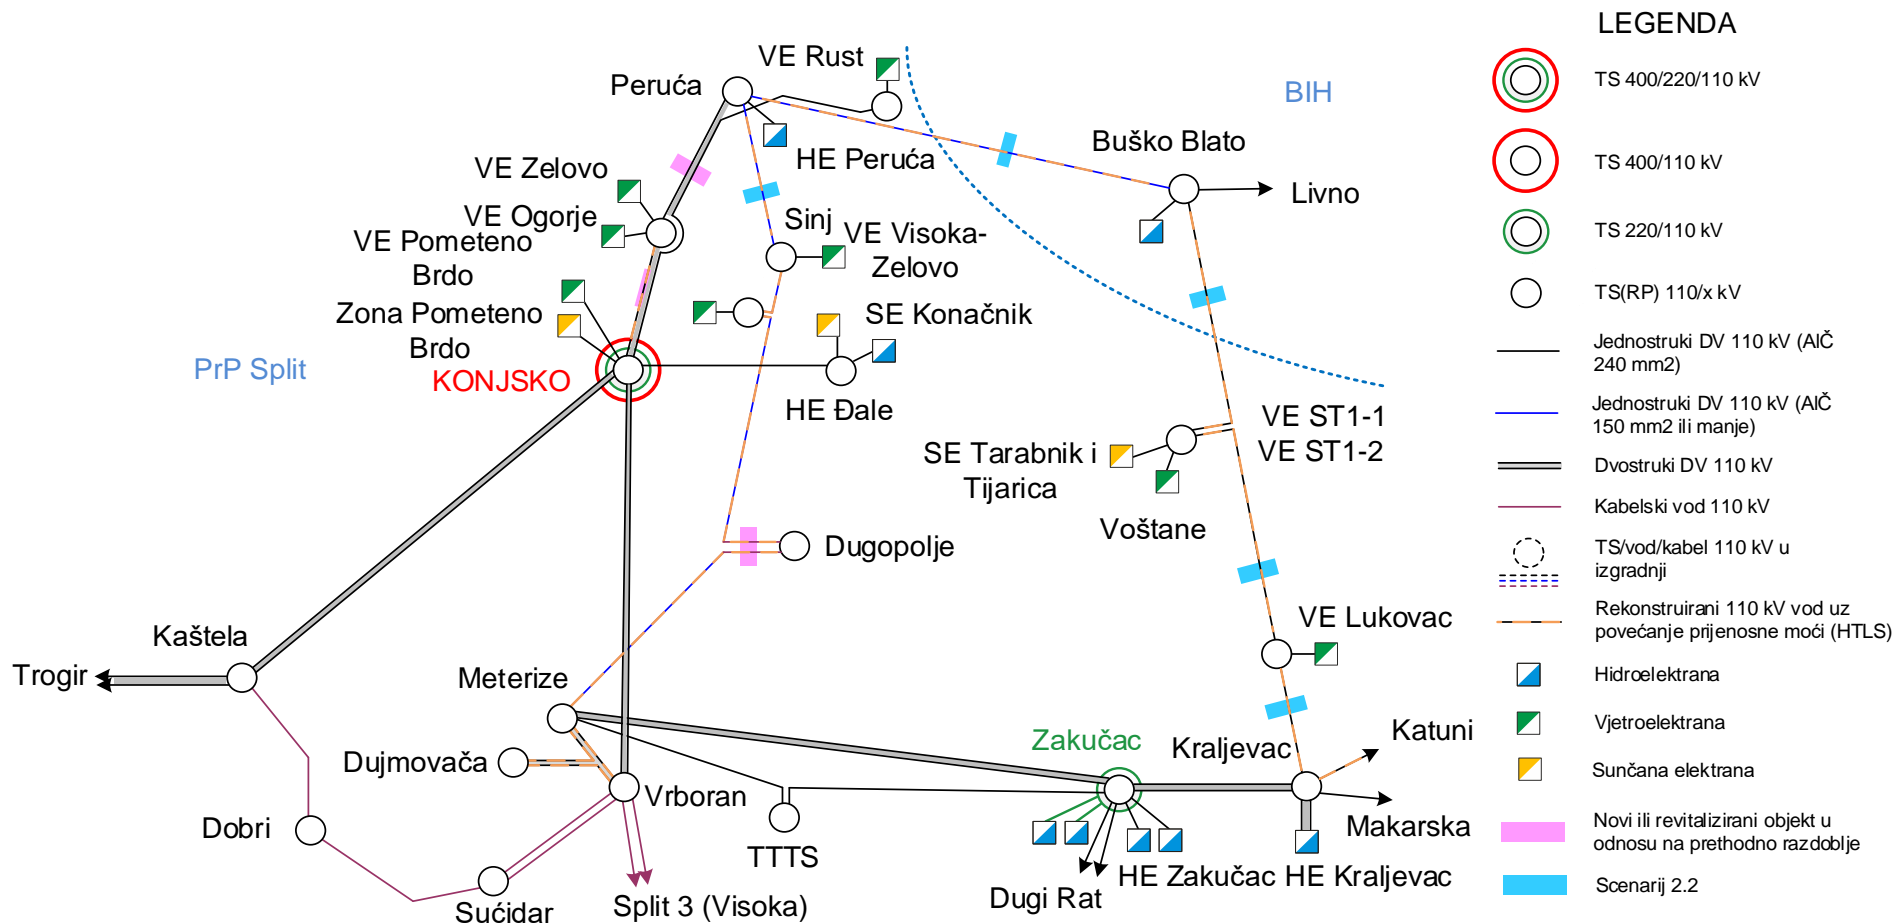 LEGENDA
VE Rust
Peruća
BIH
TS 400/220/110 kV
HE Peruća
Buško Blato
VE Zelovo
Livno
TS 400/110 kV
VE Ogorje
Sinj
VE Pometeno
Brdo
VE Visoka-
Zelovo
TS 220/110 kV
Zona Pometeno
Brdo
SE Konačnik
TS(RP) 110/x kV
PrP Split
KONJSKO
HE Đale
Jednostruki DV 110 kV (AlČ
240 mm2)
VE ST1-1
VE ST1-2
Jednostruki DV 110 kV (AlČ
150 mm2 ili manje)
SE Tarabnik i
Tijarica
Dvostruki DV 110 kV
Voštane
Kabelski vod 110 kV
Dugopolje
TS/vod/kabel 110 kV u
izgradnji
Kaštela
VE Lukovac
Rekonstruirani 110 kV vod uz
povećanje prijenosne moći (HTLS)
Trogir
Meterize
Hidroelektrana
Zakučac
Kraljevac
Katuni
Vjetroelektrana
Dujmovača
Vrboran
Sunčana elektrana
Dobri
TTTS
Makarska
Novi ili revitalizirani objekt u
odnosu na prethodno razdoblje
Sućidar
Split 3 (Visoka)
Dugi Rat
HE Zakučac
HE Kraljevac
Scenarij 2.2